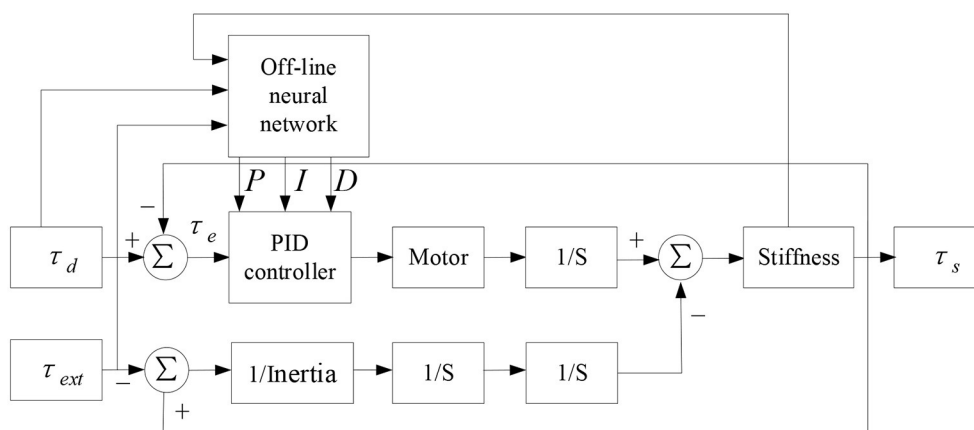 Off-line
neural
network
P I D
−
τ d
+
Σ
τ e
PID
controller
Motor
1/S
+
Σ
−
Stiffness
τ s
τ ext
−
Σ
+
1/Inertia
1/S
1/S